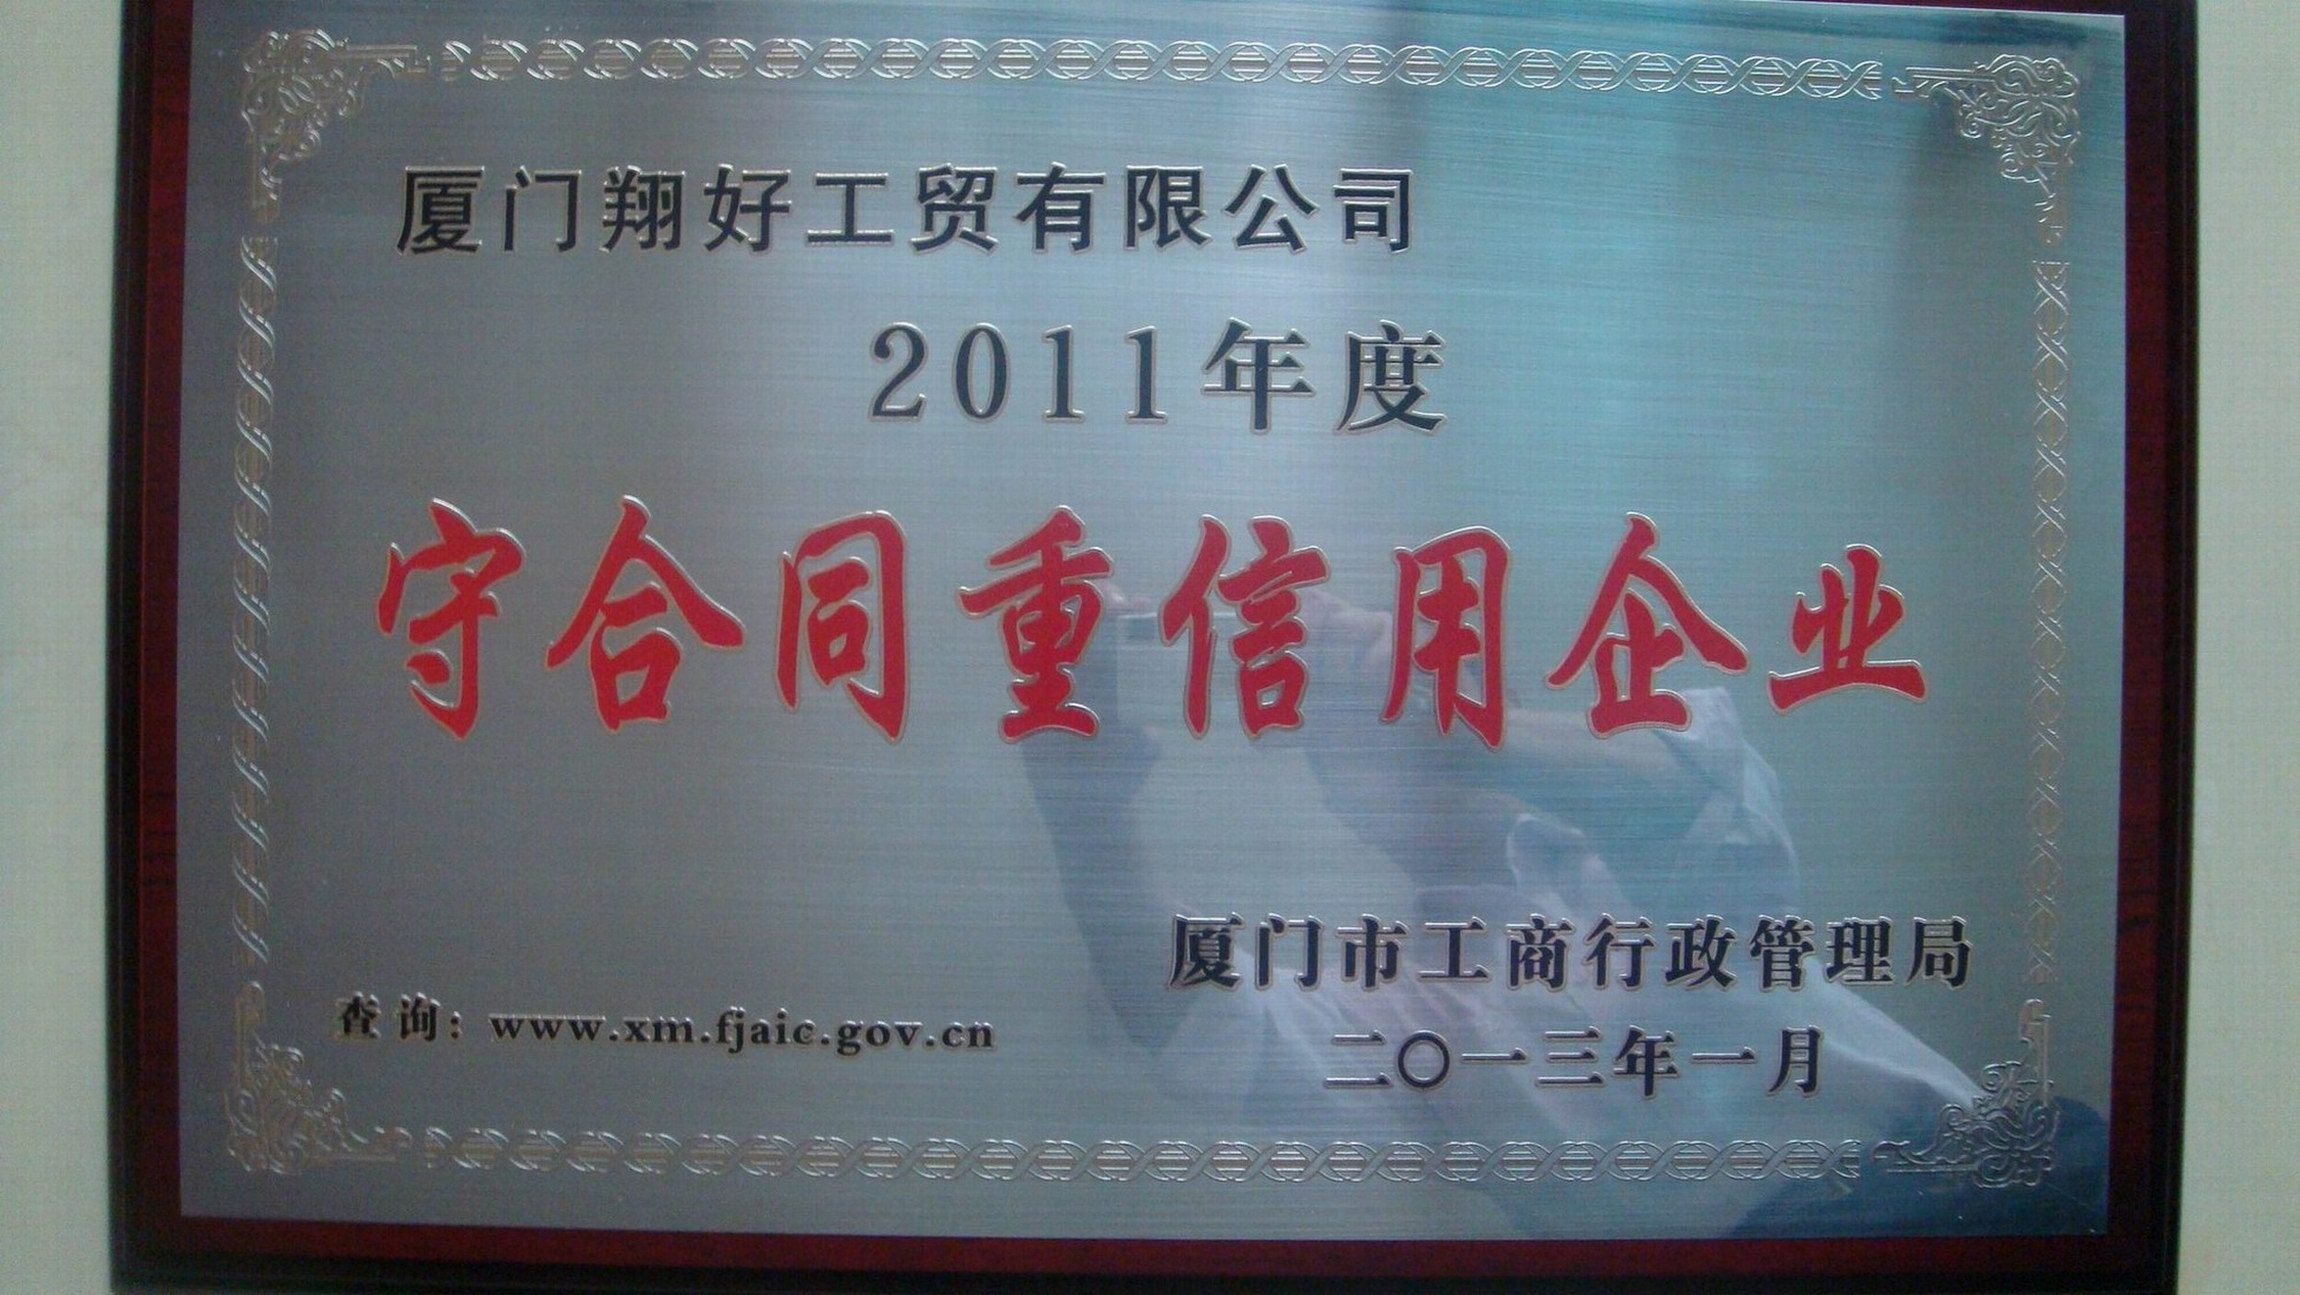 厦门翔好工贸有限公司
2011年度
守合同重信用企业
厦门市工商行政管理局
查询：www.xm.fjaic.gov.cn
二〇一三年一月